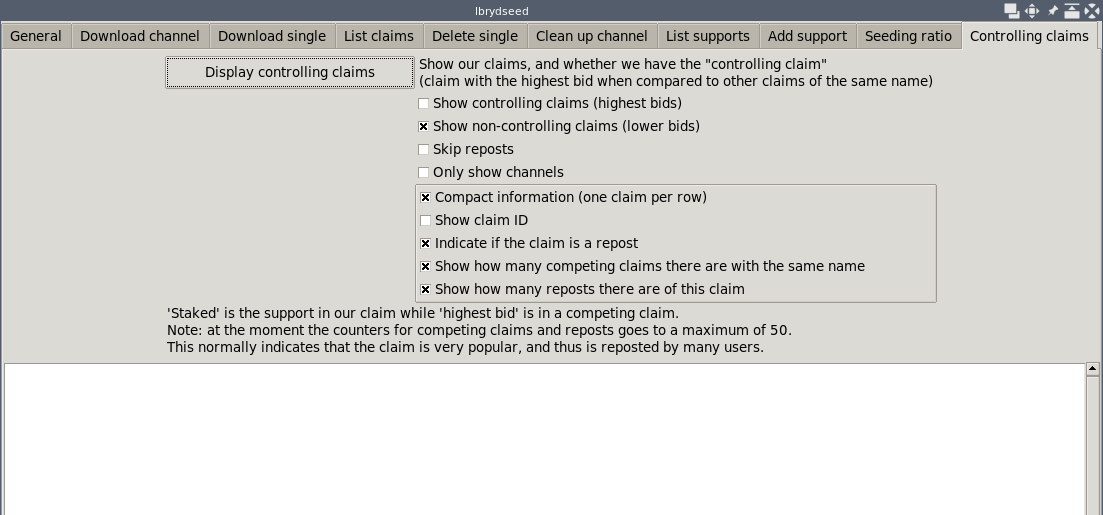 lbrydseed
General Download channel Download single List claims Delete single Clean up channel List supports Add support Seeding ratio Controlling claims
Display controlling claims
Show our claims, and whether we have the "controlling claim"
(claim with the highest bid when compared to other claims of the same name)
Show controlling claims (highest bids)
Show non-controlling claims (lower bids)
Skip reposts
Only show channels
Compact information (one claim per row)
Show claim ID
Indicate if the claim is a repost
Show how many competing claims there are with the same name
Show how many reposts there are of this claim
'Staked' is the support in our claim while 'highest bid' is in a competing claim.
Note: at the moment the counters for competing claims and reposts goes to a maximum of 50.
This normally indicates that the claim is very popular, and thus is reposted by many users.